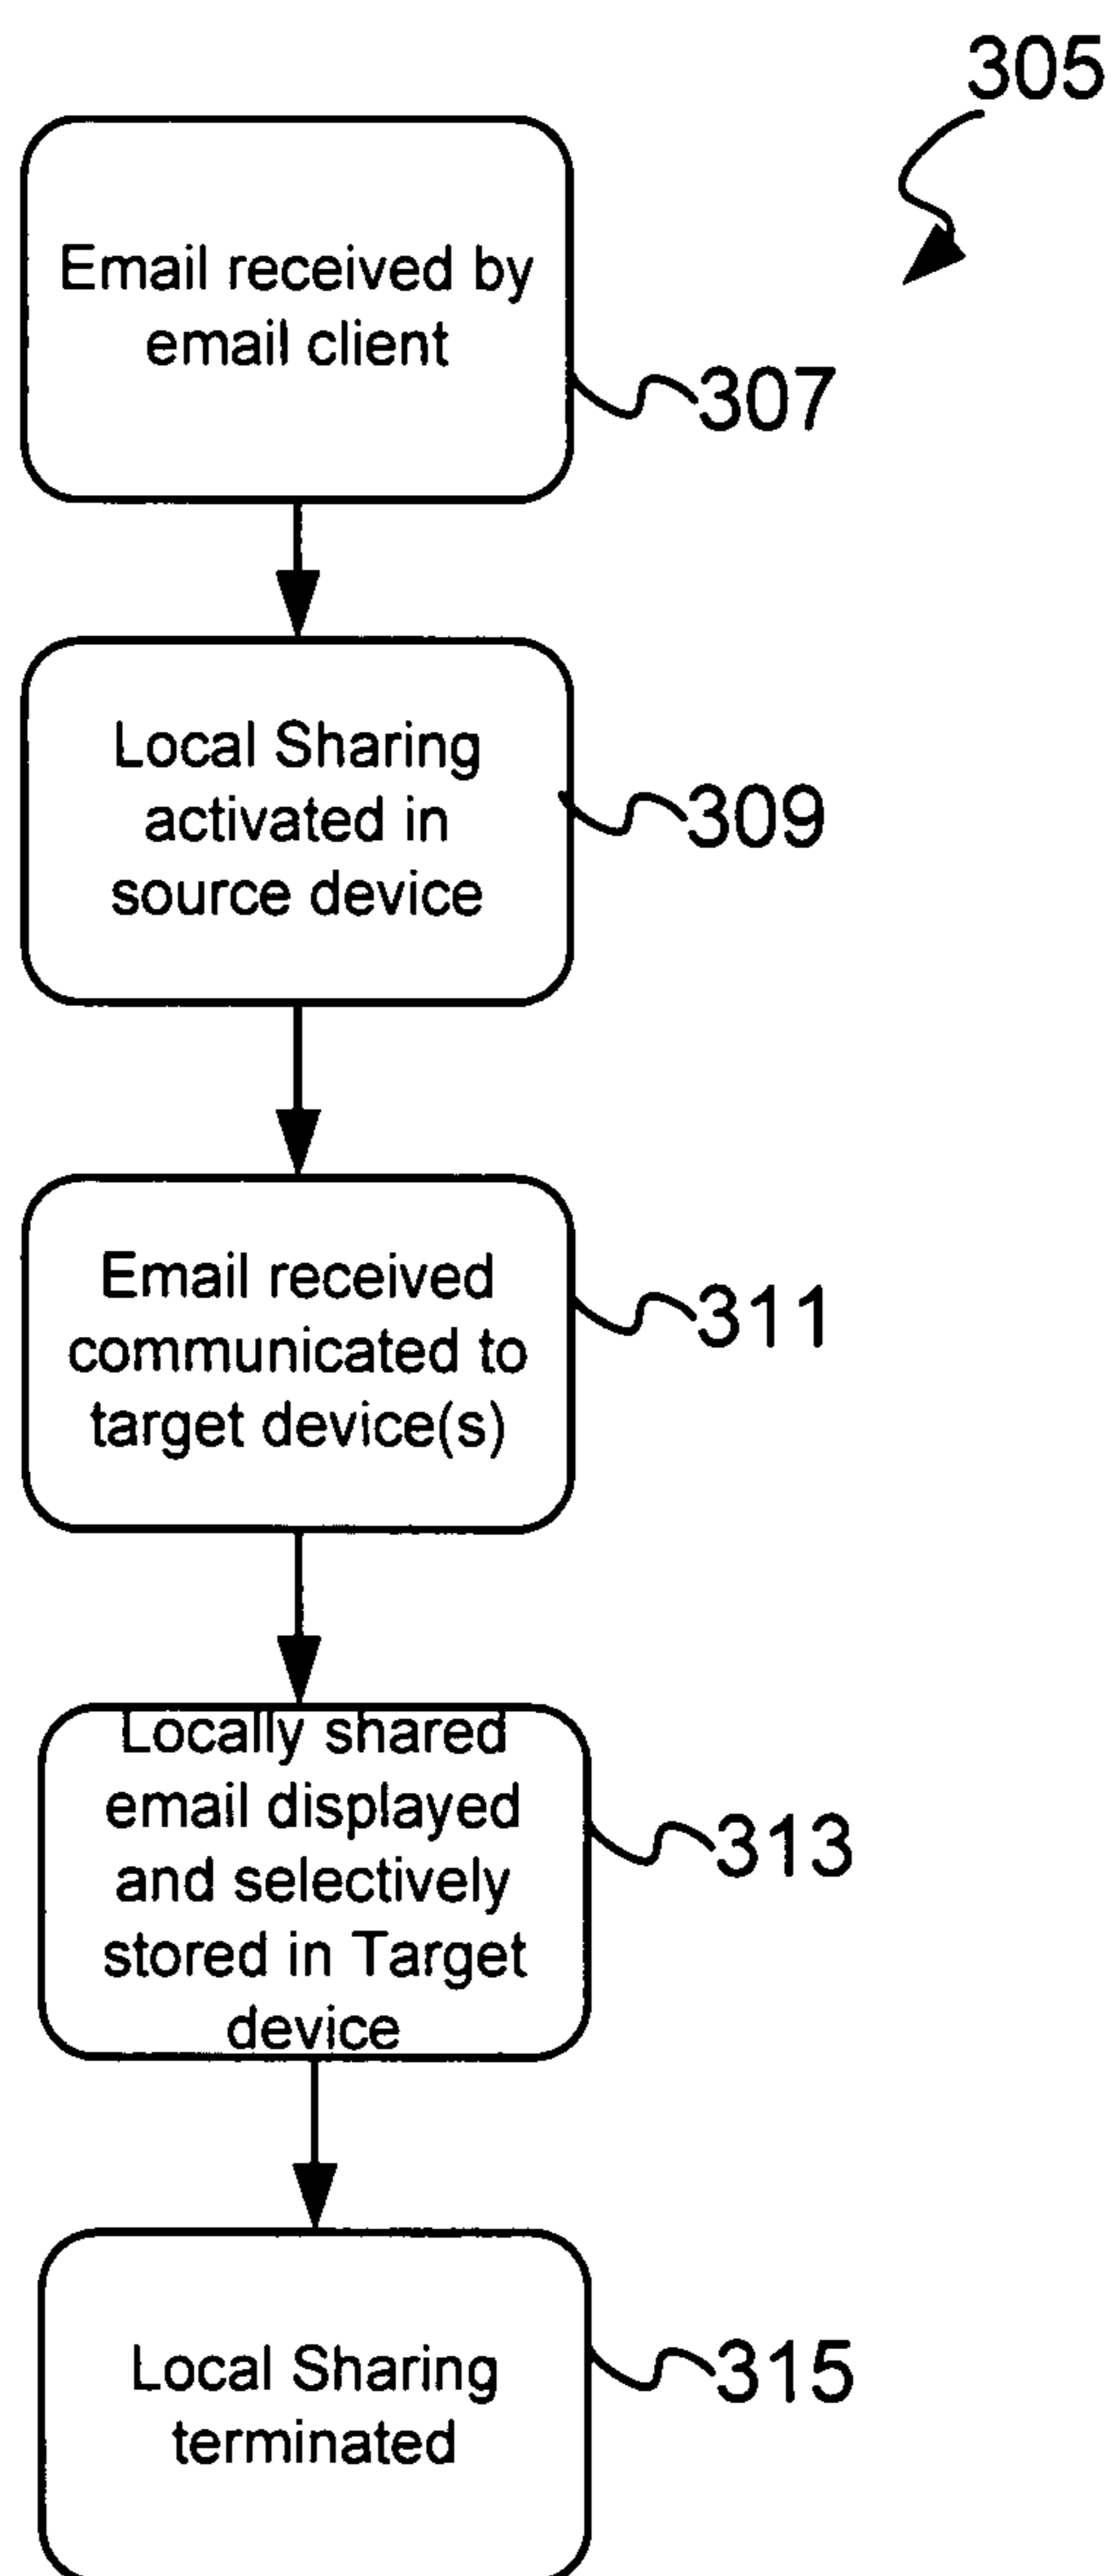 305
Email received by
email client
307
Local Sharing
activated in
source device
309
Email received
communicated to
target device(s)
311
Locally shared
email displayed
and selectively
stored in Target
device
313
Local Sharing
terminated
315